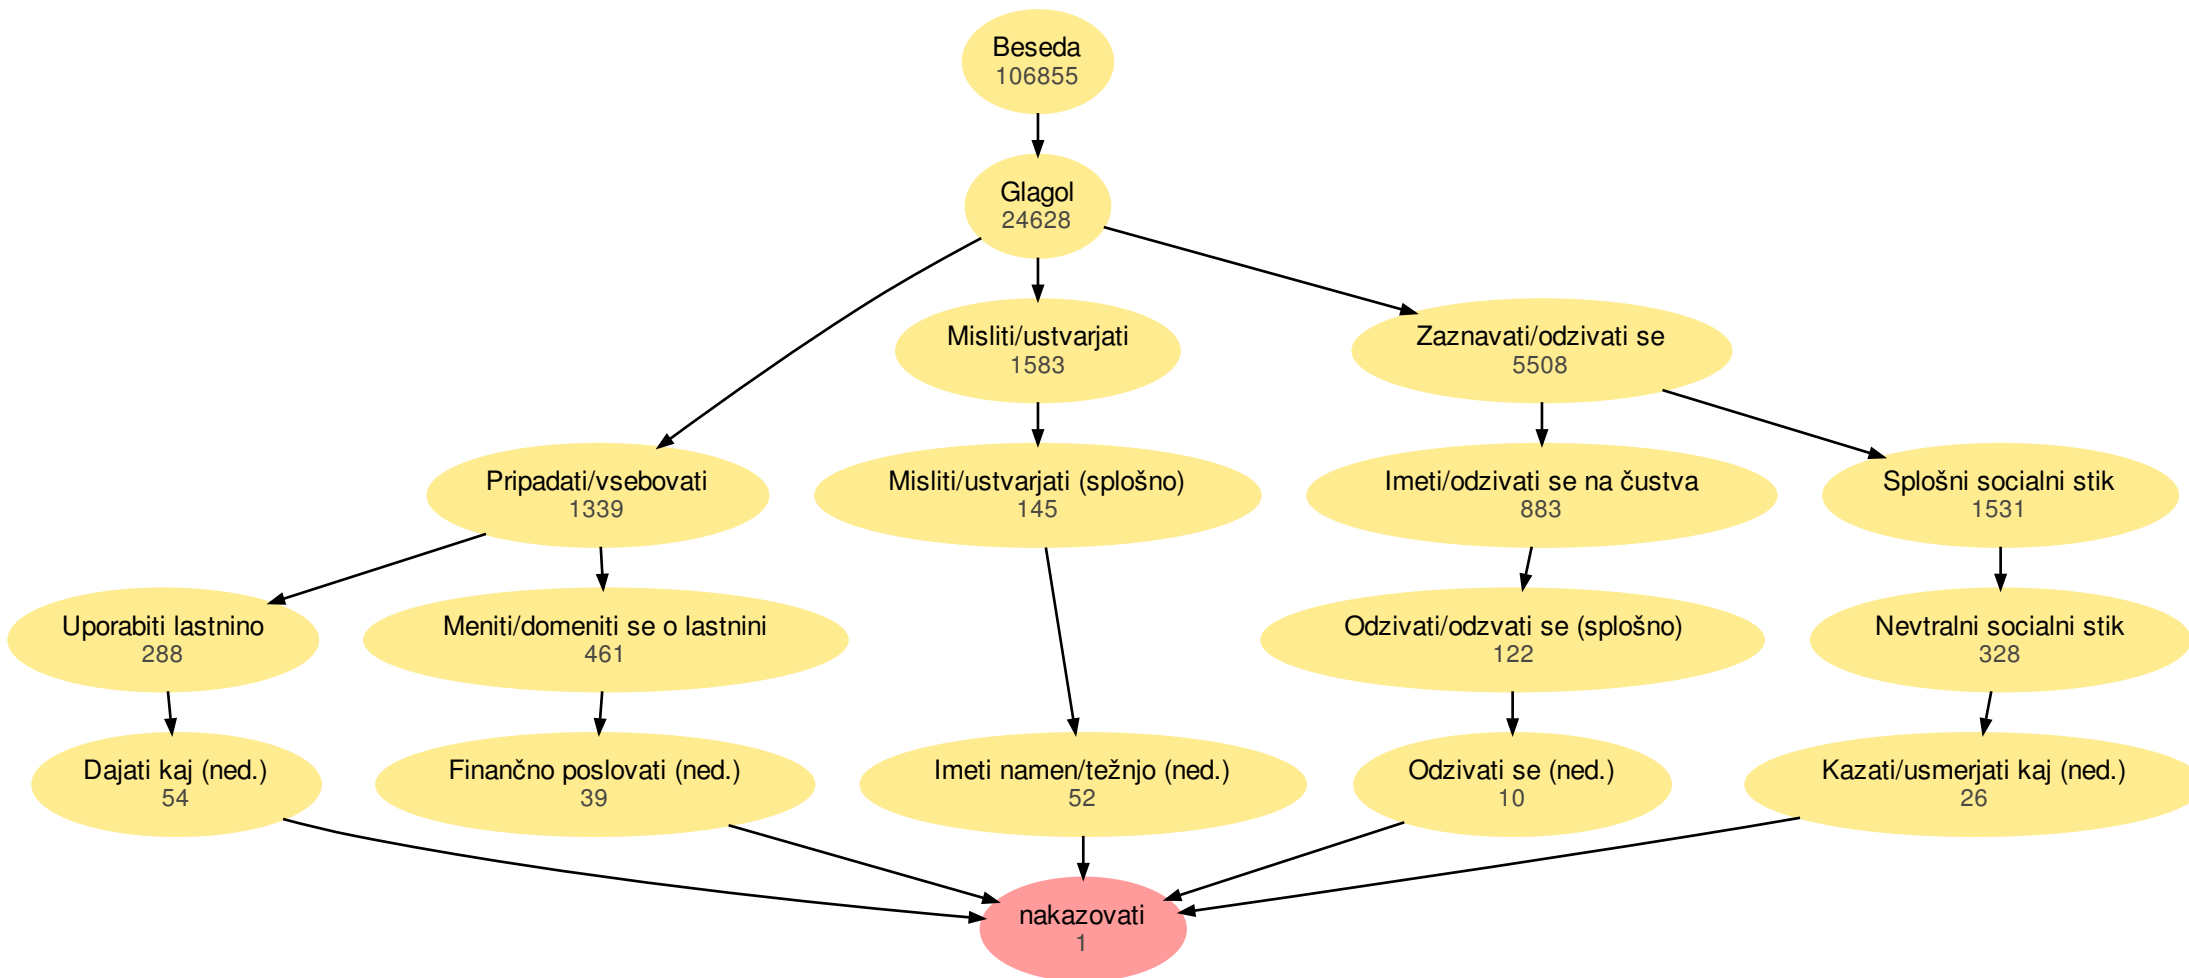 Beseda
106855
Glagol
24628
Misliti/ustvarjati
1583
Zaznavati/odzivati se
5508
Pripadati/vsebovati
1339
Misliti/ustvarjati (splošno)
145
Imeti/odzivati se na čustva
883
Splošni socialni stik
1531
Uporabiti lastnino
288
Meniti/domeniti se o lastnini
461
Odzivati/odzvati se (splošno)
122
Nevtralni socialni stik
328
Dajati kaj (ned.)
54
Finančno poslovati (ned.)
39
Imeti namen/težnjo (ned.)
52
Odzivati se (ned.)
10
Kazati/usmerjati kaj (ned.)
26
nakazovati
1